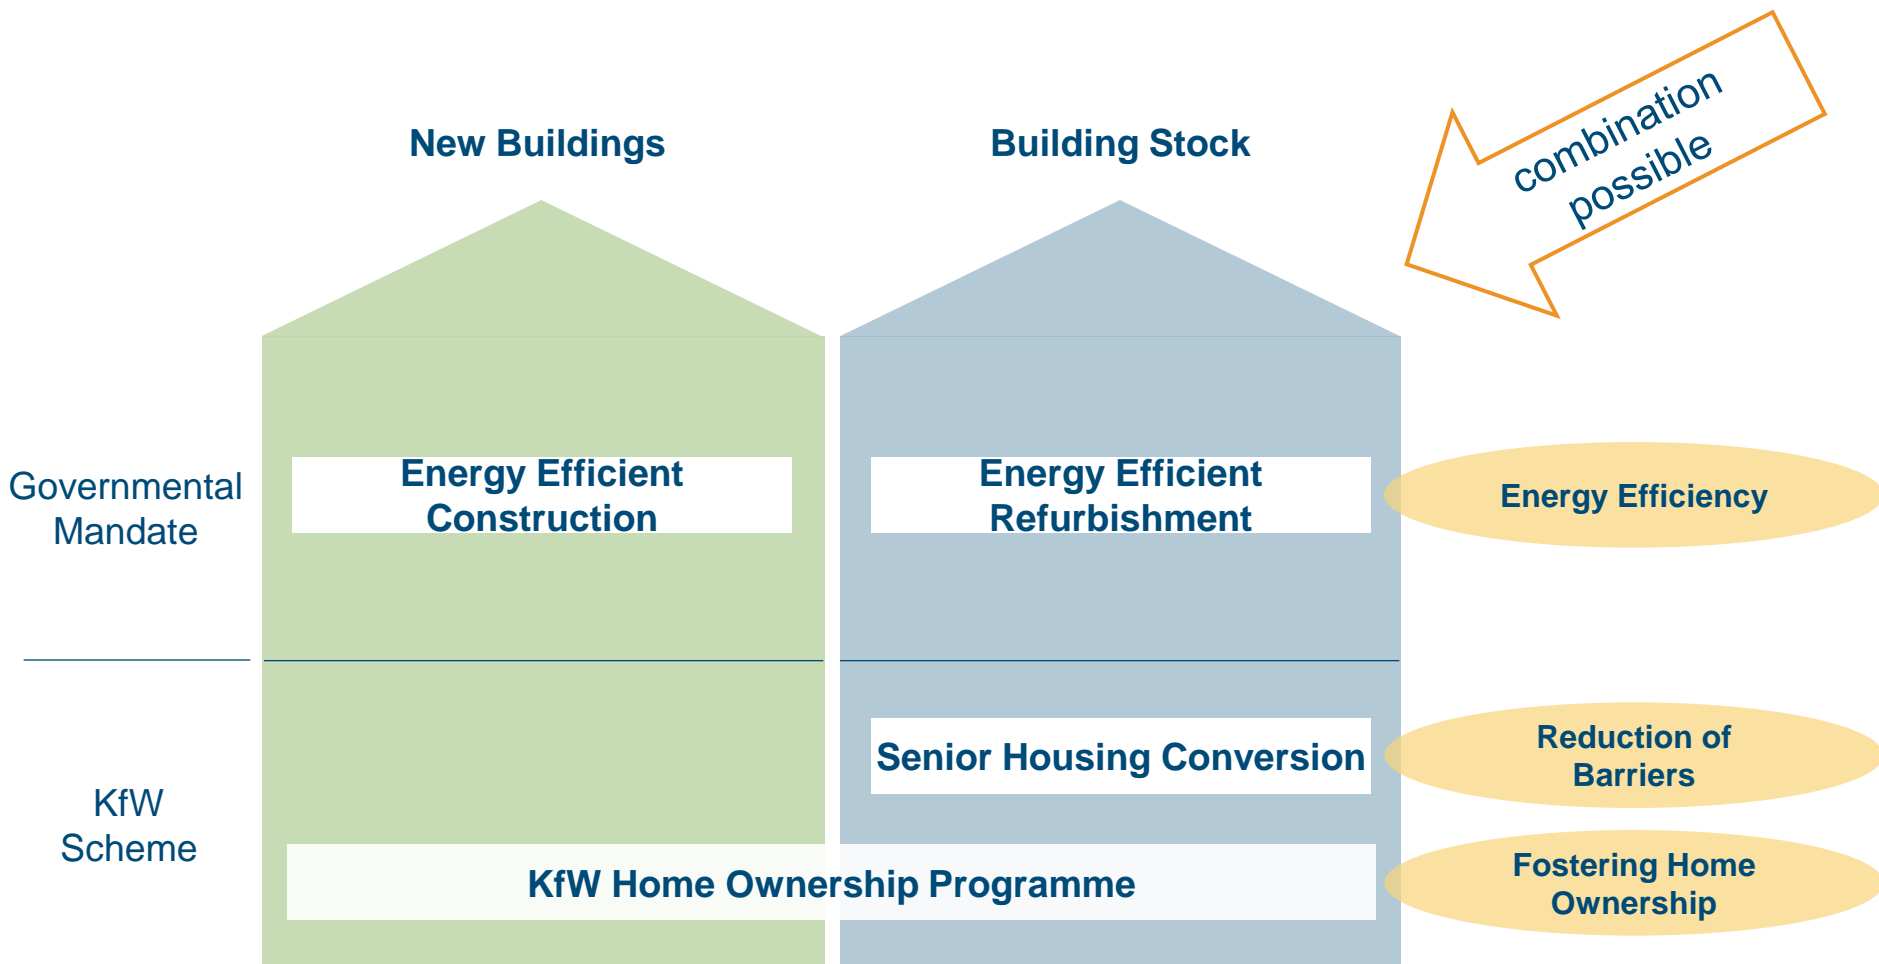 combination
possible
New Buildings
Building Stock
Governmental
Mandate
Energy Efficient
Construction
Energy Efficient
Refurbishment
Energy Efficiency
KfW
Scheme
Senior Housing Conversion
Reduction of
Barriers
KfW Home Ownership Programme
Fostering Home
Ownership